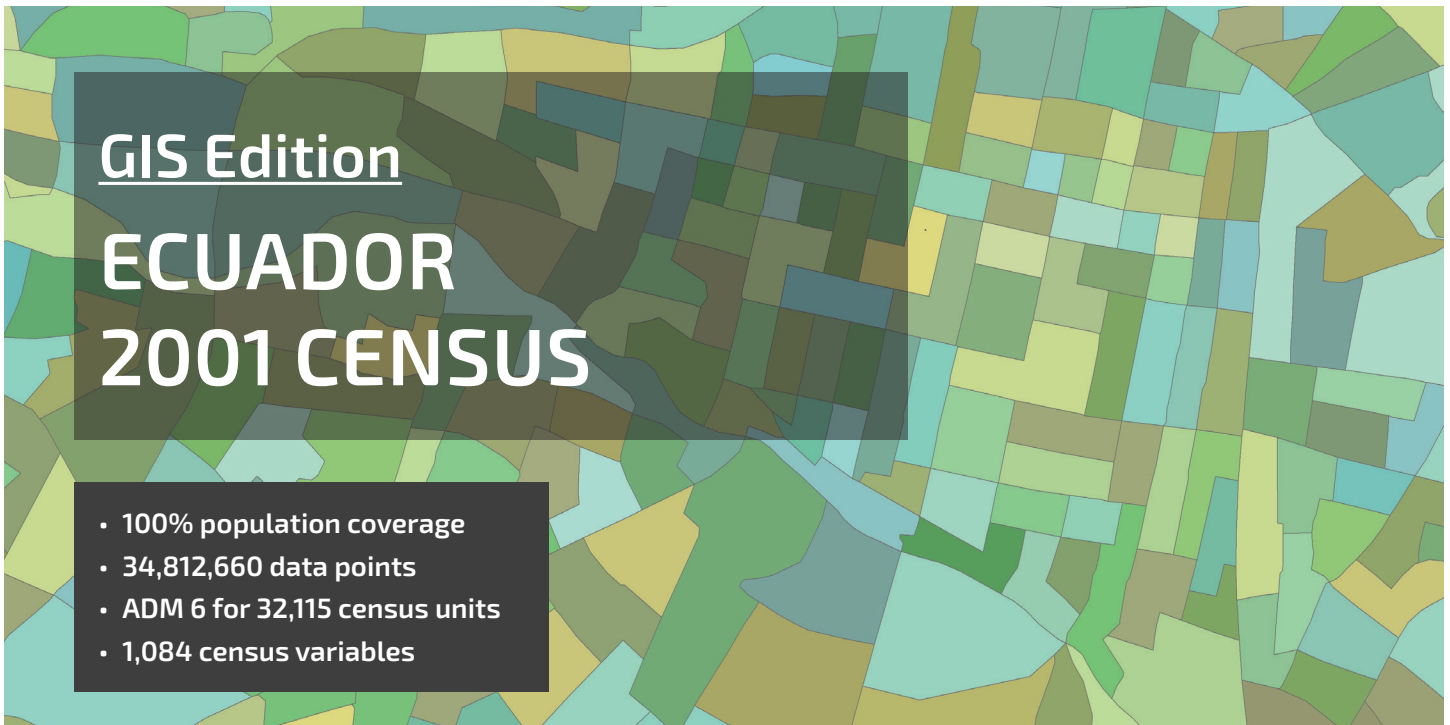 GIS Edition
ECUADOR
2001 CENSUS
• 100% population coverage
• 34,812,660 data points
• ADM 6 for 32,115 census units
• 1,084 census variables